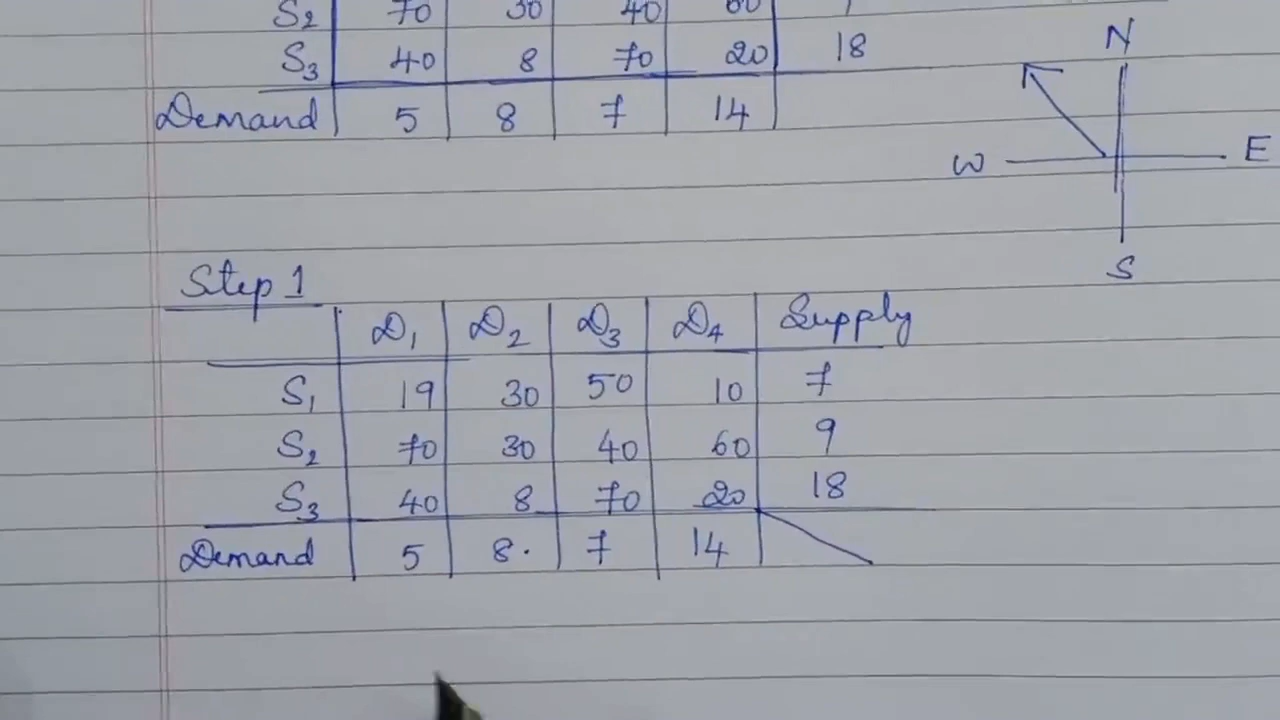 S2 70 30 40 60
S3 40 8 70 20 18
Demand 5 8 7 14
N
W E
S
Step 1
D1 D2 D3 D4 Supply
S1 19 30 50 10 7
S2 70 30 40 60 9
S3 40 8 70 20 18
Demand 5 8. 7 14